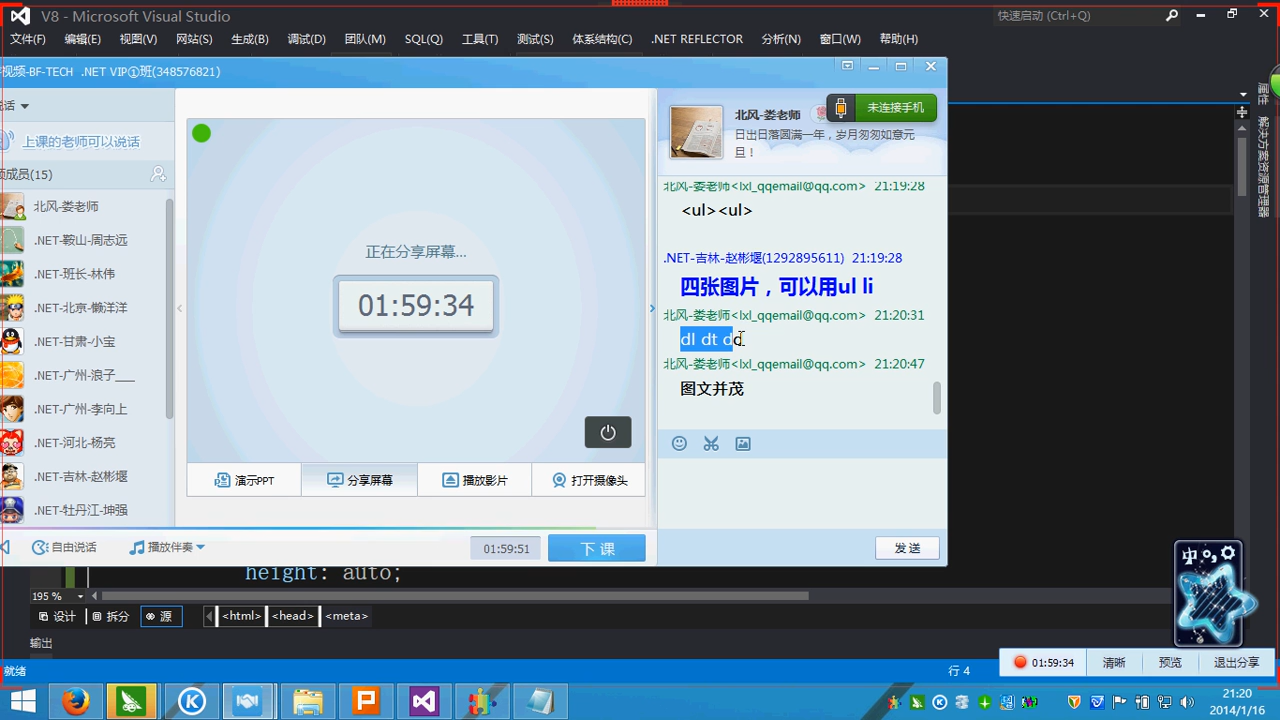 V8 - Microsoft Visual Studio
快速启动 (Ctrl+Q)
文件(F) 编辑(E) 视图(V) 网站(S) 生成(B) 调试(D) 团队(M) SQL(Q) 工具(T) 测试(S) 体系结构(C) .NET REFLECTOR 分析(N) 窗口(W) 帮助(H)
视频-BF-TECH .NET VIP①班(348576821)
上课的老师可以说话
成员(15)
北风-娄老师
.NET-鞍山-周志远
.NET-班长-林伟
.NET-北京-懒洋洋
.NET-甘肃-小宝
.NET-广州-浪子___
.NET-广州-李向上
.NET-河北-杨亮
.NET-吉林-赵彬堰
.NET-牡丹江-坤强
正在分享屏幕...
01:59:34
演示PPT
分享屏幕
播放影片
打开摄像头
自由说话
播放伴奏
01:59:51
下 课
北风-娄老师
未连接手机
日出日落圆满一年，岁月匆匆如意元
旦！
北风-娄老师<lxl_qqemail@qq.com> 21:19:28
<ul><ul>
.NET-吉林-赵彬堰(1292895611) 21:19:28
四张图片，可以用ul li
北风-娄老师<lxl_qqemail@qq.com> 21:20:31
dl dt dd
北风-娄老师<lxl_qqemail@qq.com> 21:20:47
图文并茂
发 送
属性
解决方案资源管理器
height: auto;
195 %
设计 拆分 源 <html> <head> <meta>
输出
就绪
行 4
中
01:59:34 清晰 预览 退出分享
21:20
2014/1/16